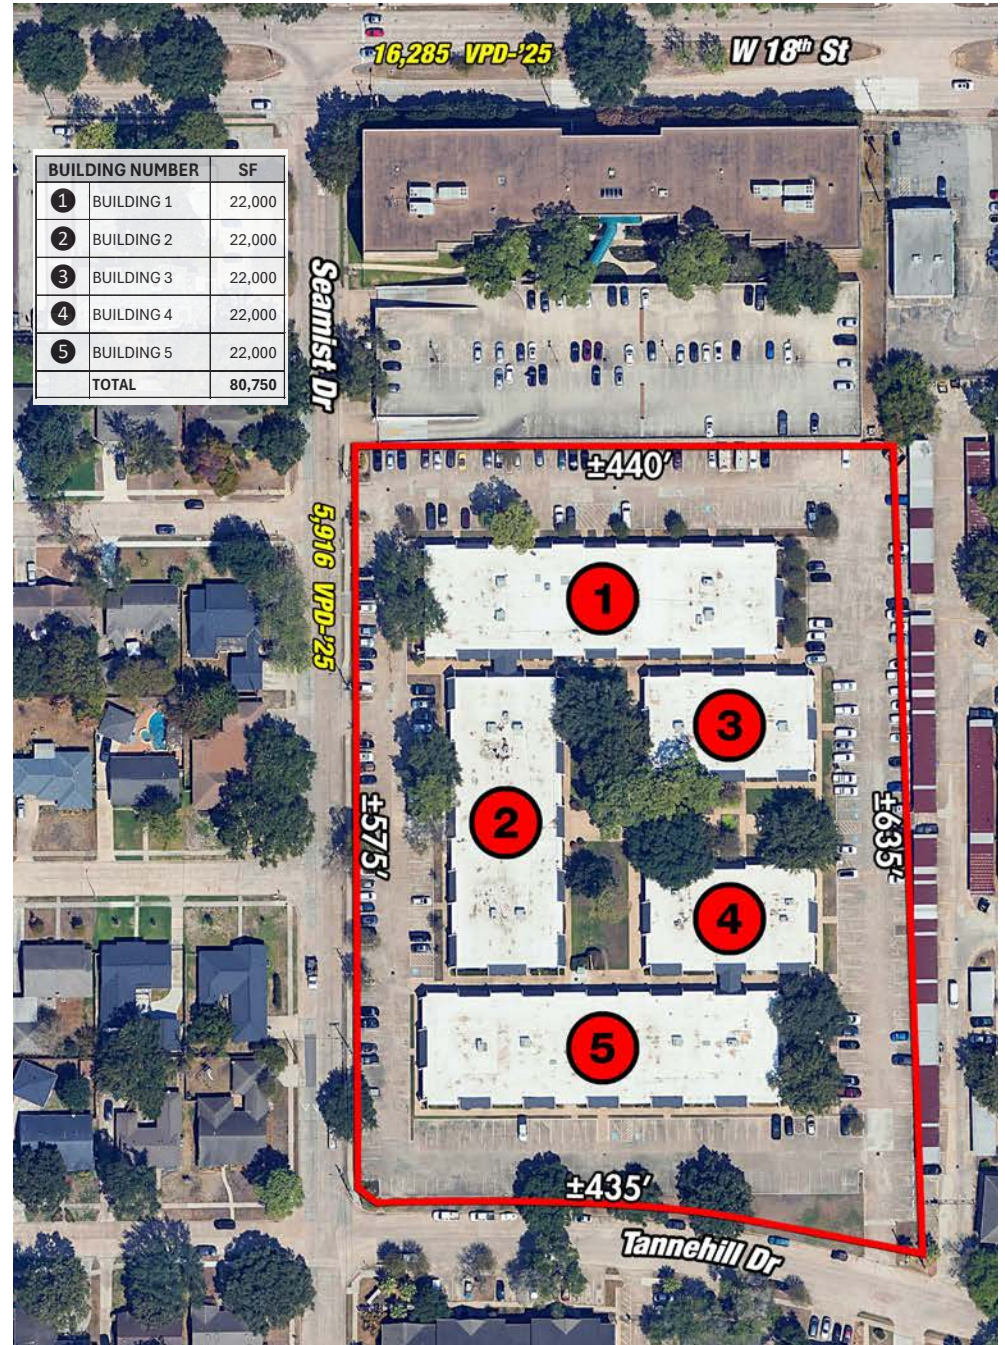 16,285 VPD-'25
W 18th St
BUILDING NUMBER SF
1 BUILDING 1 22,000
2 BUILDING 2 22,000
3 BUILDING 3 22,000
4 BUILDING 4 22,000
5 BUILDING 5 22,000
TOTAL 80,750
Seamist Dr
±440'
5,916 VPD-'25
1
3
2
±575'
±635'
4
5
±435'
Tannehill Dr